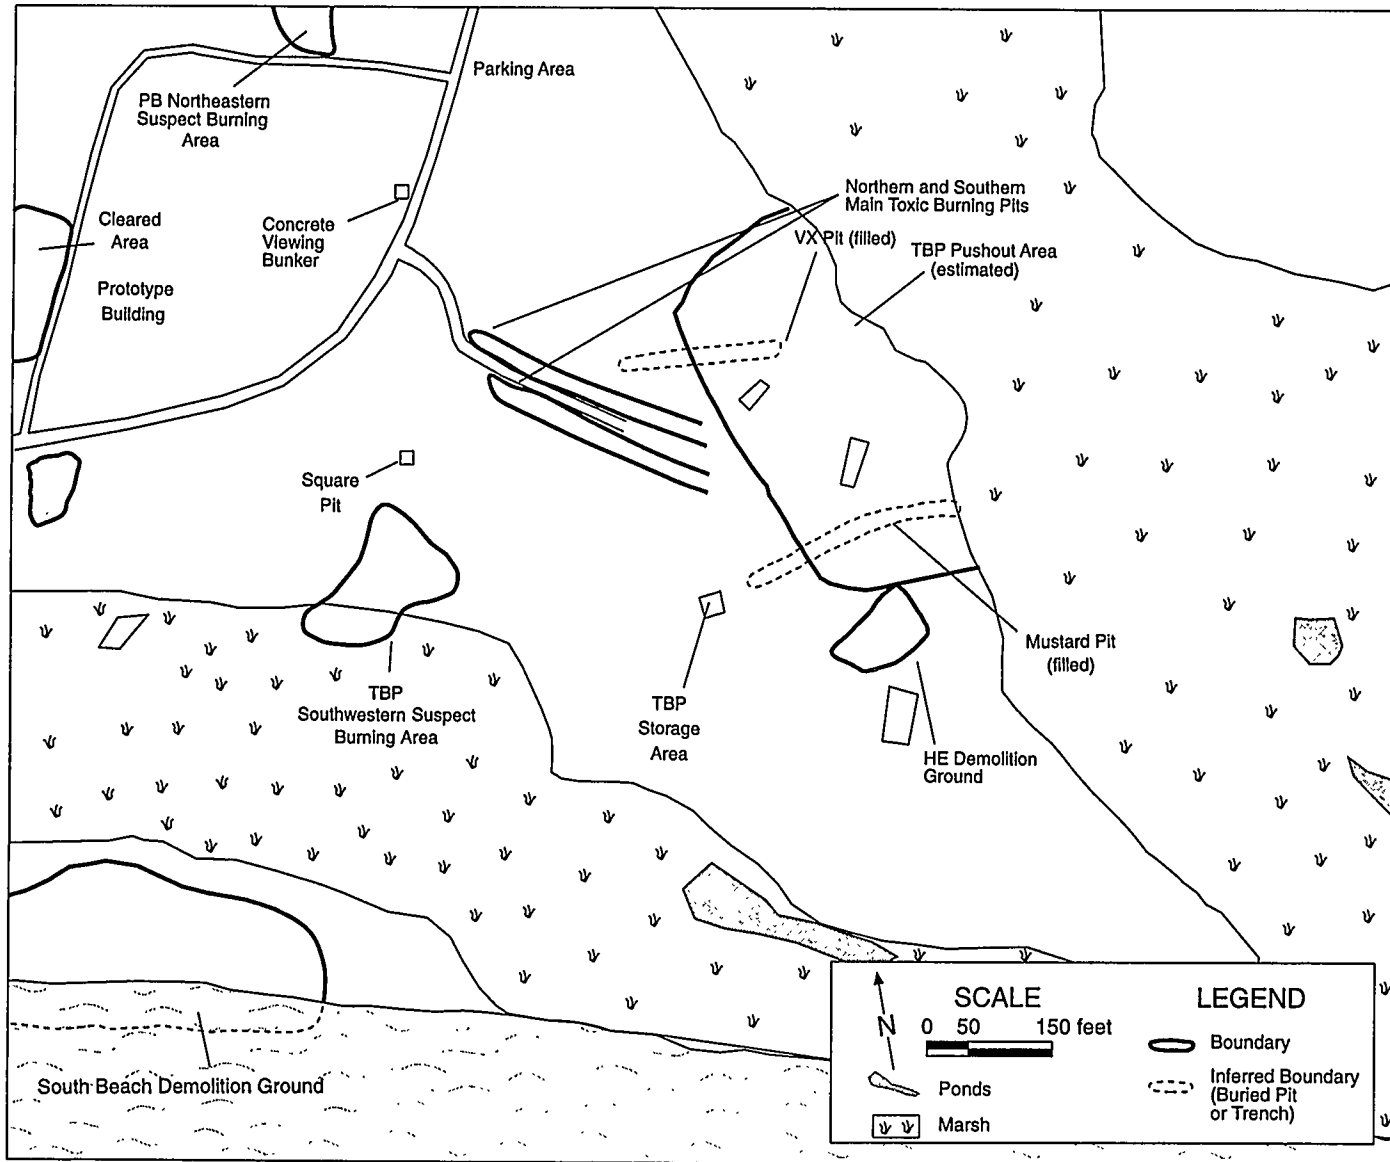 Parking Area
PB Northeastern
Suspect Burning
Area
Northern and Southern
Main Toxic Burning Pits
Cleared
Area
Concrete
Viewing
Bunker
VX Pit (filled)
TBP Pushout Area
(estimated)
Prototype
Building
Square
Pit
Mustard Pit
(filled)
TBP
Southwestern Suspect
Burning Area
TBP
Storage
Area
HE Demolition
Ground
South Beach Demolition Ground
N
SCALE
0 50 150 feet
Ponds
Marsh
LEGEND
Boundary
Inferred Boundary
(Buried Pit
or Trench)